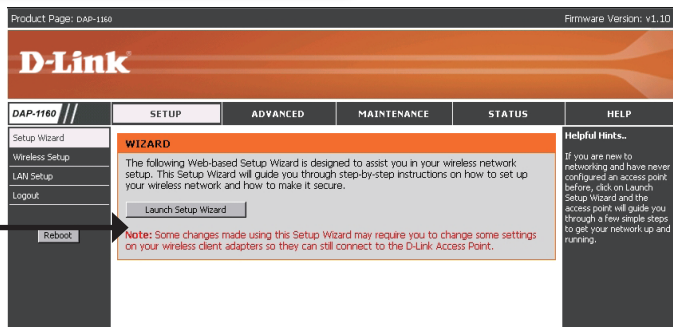 Product Page: DAP-1160
Firmware Version: v1.10
D-Link
DAP-1160
SETUP
ADVANCED
MAINTENANCE
STATUS
HELP
Setup Wizard
Wireless Setup
LAN Setup
Logout
Reboot
WIZARD
The following Web-based Setup Wizard is designed to assist you in your wireless network
setup. This Setup Wizard will guide you through step-by-step instructions on how to set up
your wireless network and how to make it secure.
Launch Setup Wizard
Note: Some changes made using this Setup Wizard may require you to change some settings
on your wireless client adapters so they can still connect to the D-Link Access Point.
Helpful Hints..
If you are new to
networking and have never
configured an access point
before, click on Launch
Setup Wizard and the
access point will guide you
through a few simple steps
to get your network up and
running.